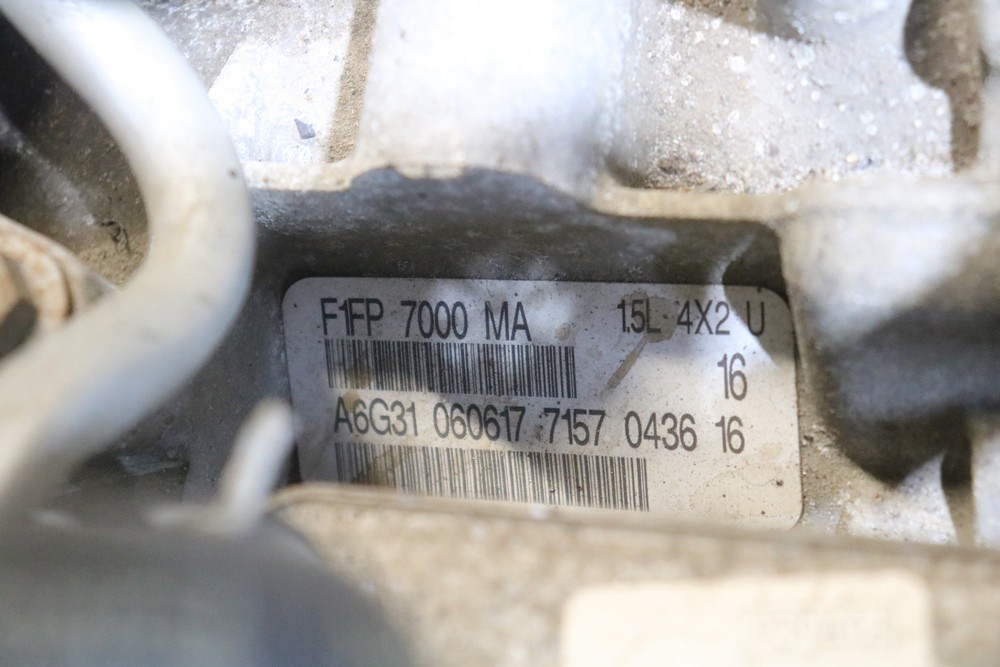 F1FP 7000 MA 1.5L 4X2 U
16
A6G31 060617 7157 0436 16